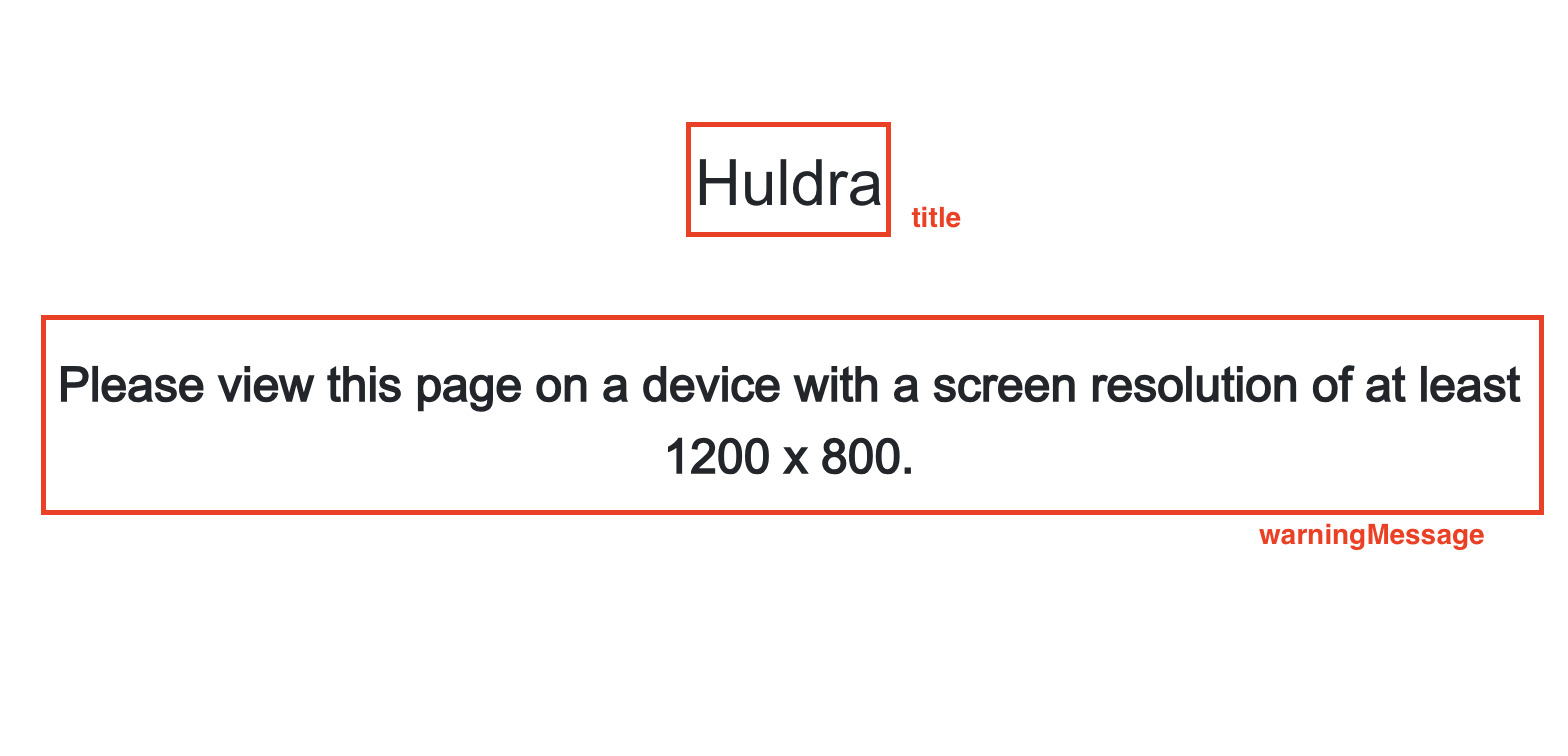 Huldra
title
Please view this page on a device with a screen resolution of at least
1200 x 800.
warningMessage